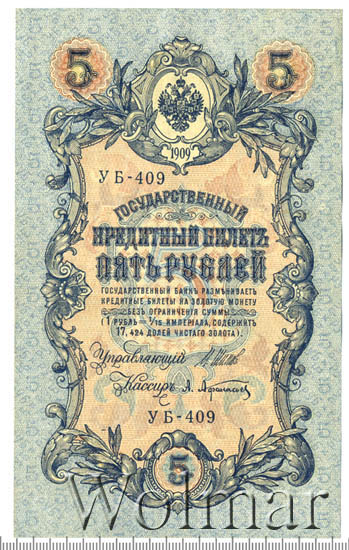 5 5
1909
УБ-409
ГОСУДАРСТВЕННЫЙ
КРЕДИТНЫЙ БИЛЕТЪ
ПЯТЬ РУБЛЕЙ
ГОСУДАРСТВЕННЫЙ БАНКЪ РАЗМѢНИВАЕТЪ
КРЕДИТНЫЕ БИЛЕТЫ НА ЗОЛОТУЮ МОНЕТУ
БЕЗЪ ОГРАНИЧЕНІЯ СУММЫ
(1 РУБЛЬ = 1/15 ИМПЕРІАЛА, СОДЕРЖИТЪ
17,424 ДОЛЕЙ ЧИСТАГО ЗОЛОТА).
Управляющій
Кассиръ
УБ-409
5
Wolmar